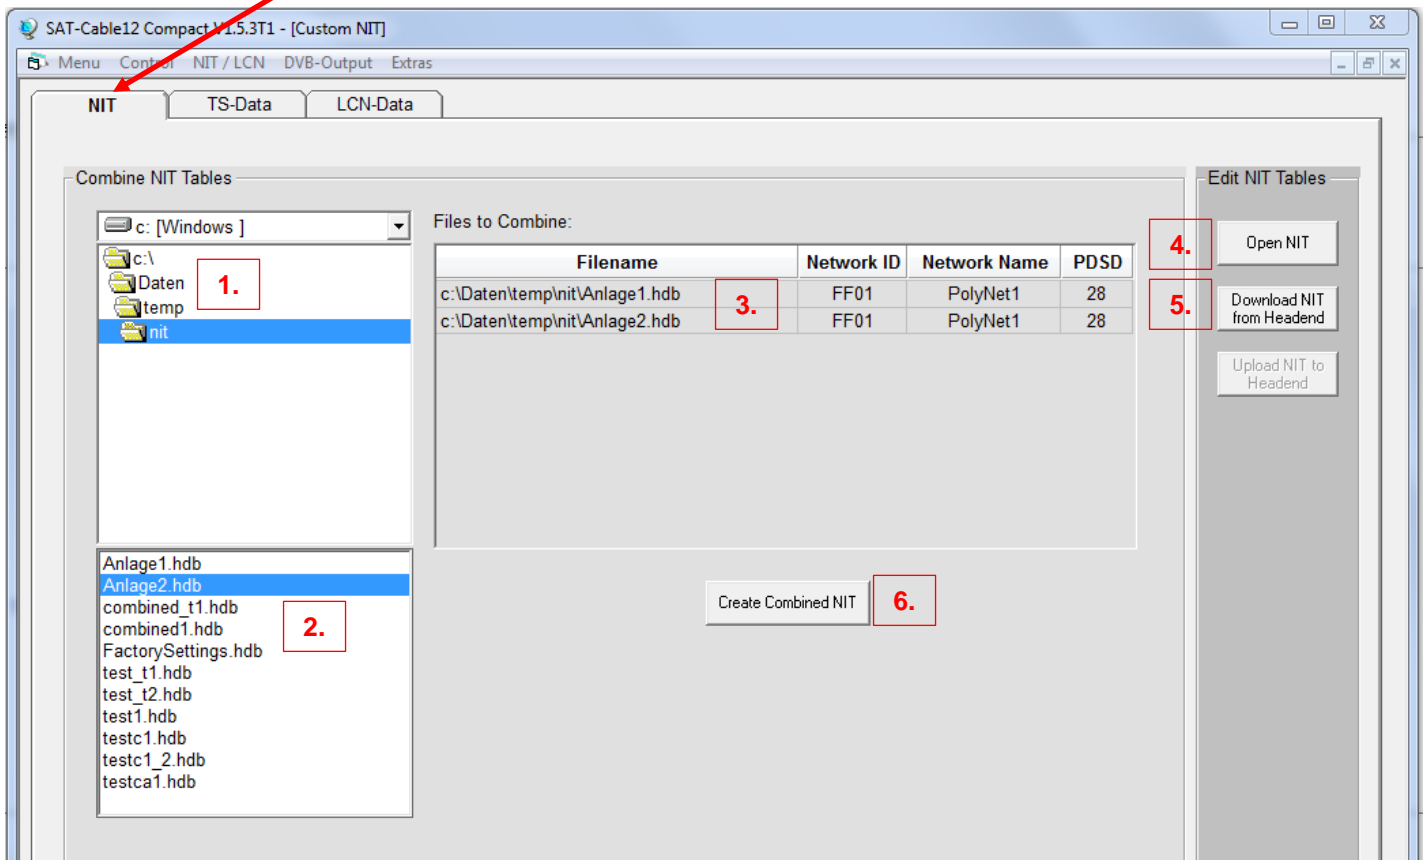 SAT-Cable12 Compact V1.5.3T1 - [Custom NIT]
Menu Control NIT / LCN DVB-Output Extras
NIT TS-Data LCN-Data
Combine NIT Tables
Edit NIT Tables
c: [Windows ]
c:\
Daten
temp
nit
1.
Files to Combine:
Filename Network ID Network Name PDSD
c:\Daten\temp\nit\Anlage1.hdb FF01 PolyNet1 28
c:\Daten\temp\nit\Anlage2.hdb FF01 PolyNet1 28
3.
4.
Open NIT
5.
Download NIT
from Headend
Upload NIT to
Headend
Anlage1.hdb
Anlage2.hdb
combined_t1.hdb
combined1.hdb
FactorySettings.hdb
test_t1.hdb
test_t2.hdb
test1.hdb
testc1.hdb
testc1_2.hdb
testca1.hdb
2.
Create Combined NIT
6.